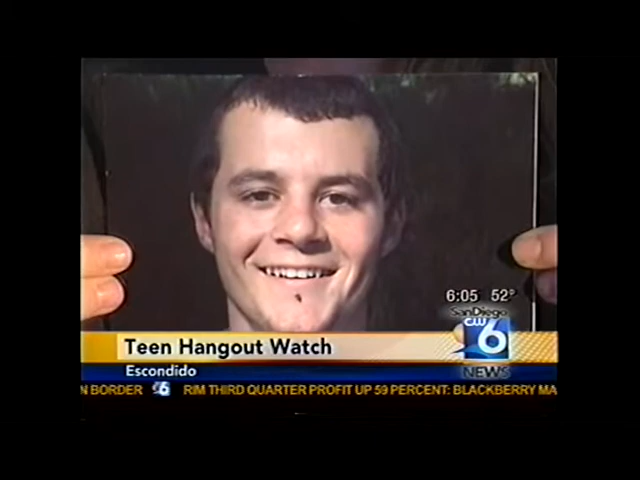 6:05 52°
San Diego
CW
6
Teen Hangout Watch
Escondido
NEWS
N BORDER 6 RIM THIRD QUARTER PROFIT UP 59 PERCENT: BLACKBERRY MA